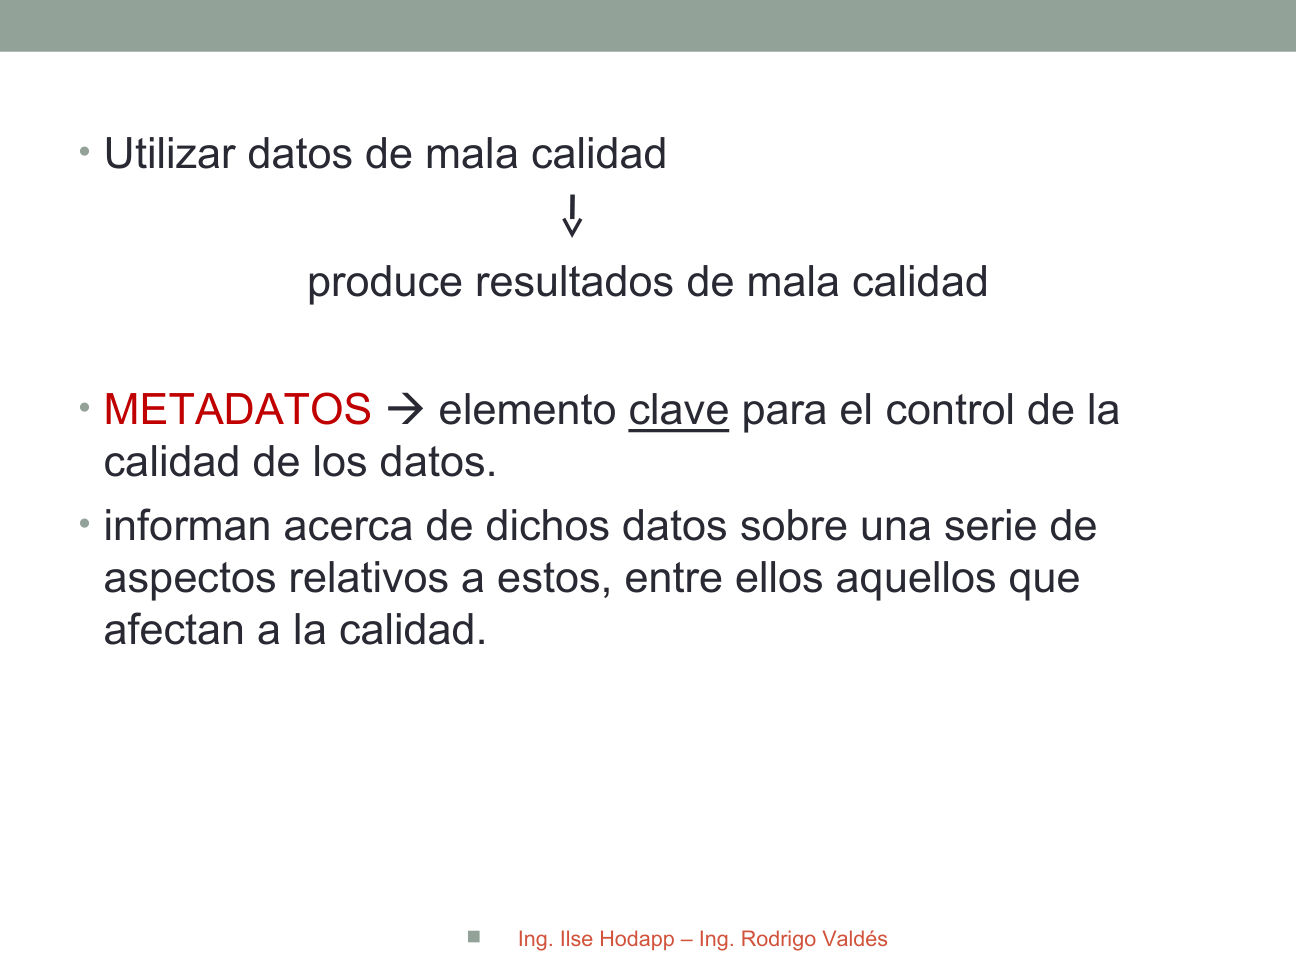 • Utilizar datos de mala calidad
↓
produce resultados de mala calidad
• METADATOS → elemento clave para el control de la
calidad de los datos.
• informan acerca de dichos datos sobre una serie de
aspectos relativos a estos, entre ellos aquellos que
afectan a la calidad.
■ Ing. Ilse Hodapp – Ing. Rodrigo Valdés